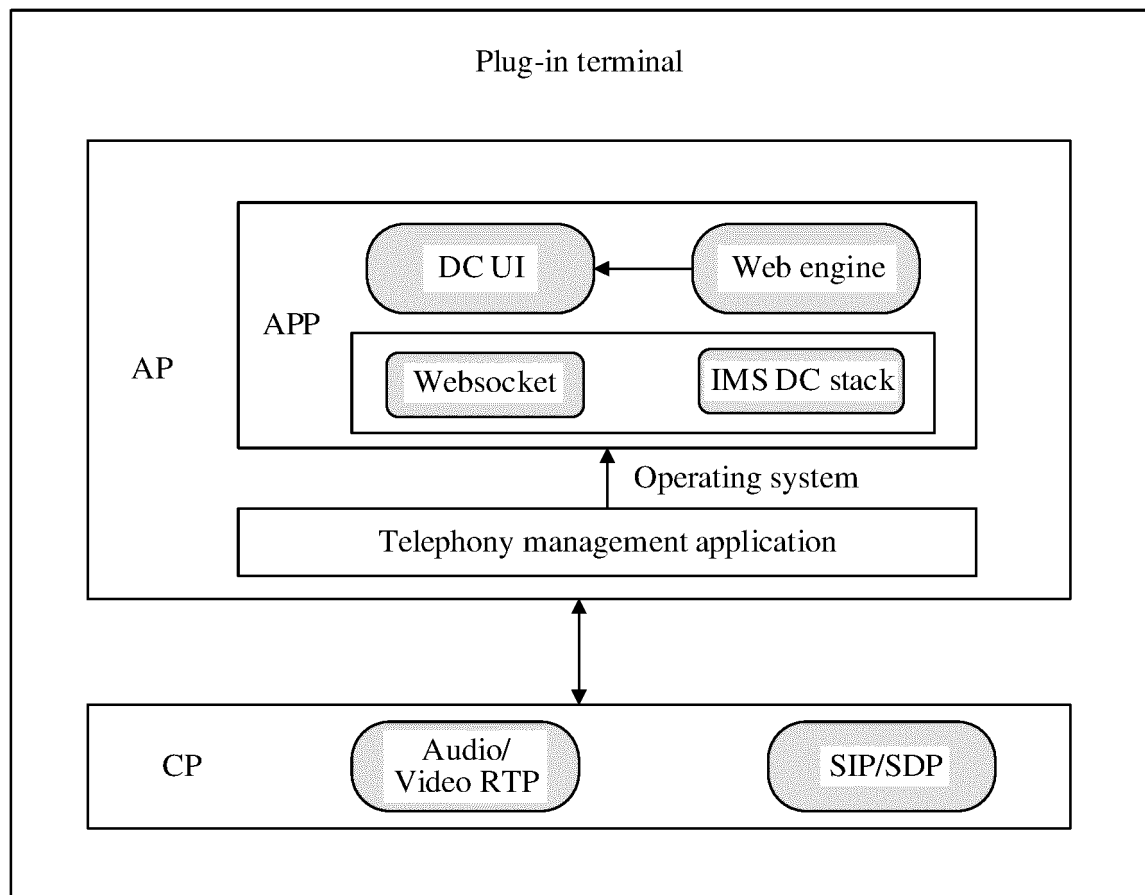 Plug-in terminal
DC UI
Web engine
APP
AP
Websocket
IMS DC stack
Operating system
Telephony management application
CP
Audio/
Video RTP
SIP/SDP